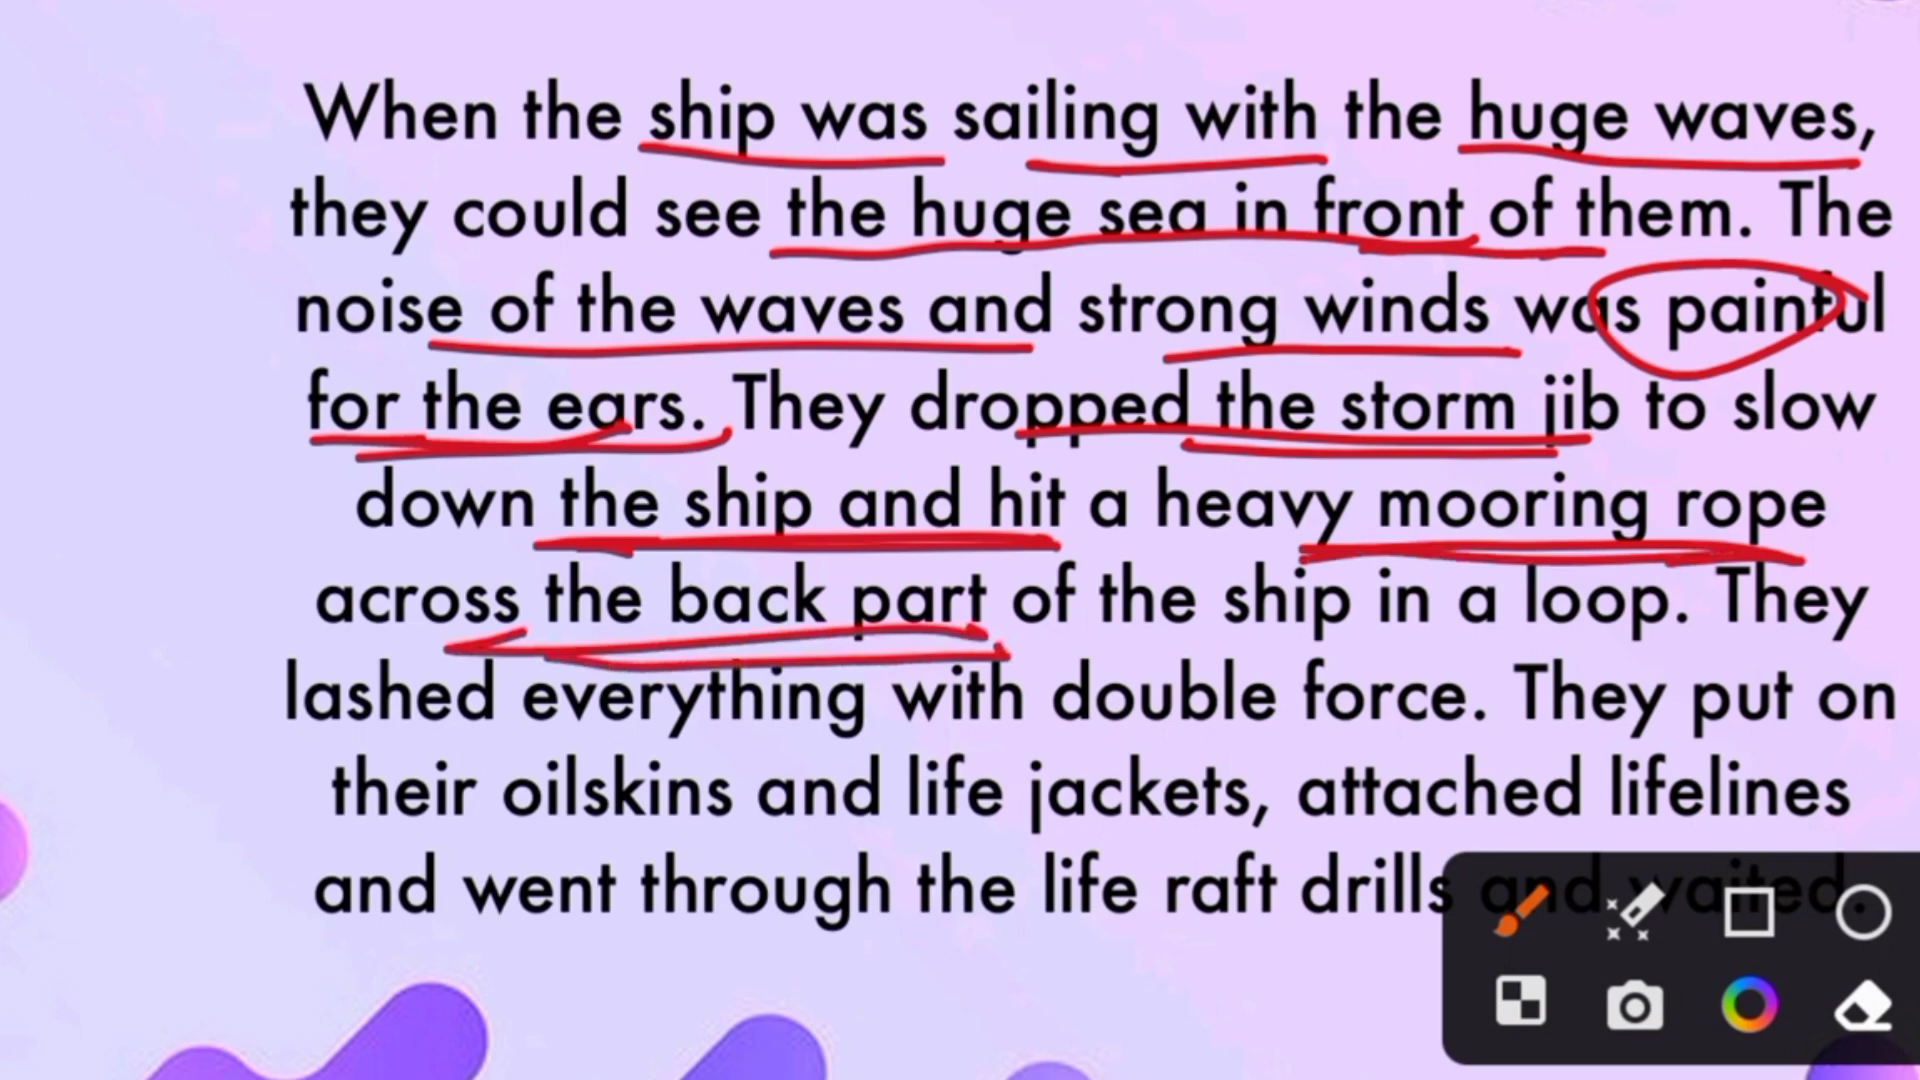 When the ship was sailing with the huge waves,
they could see the huge sea in front of them. The
noise of the waves and strong winds was painful
for the ears. They dropped the storm jib to slow
down the ship and hit a heavy mooring rope
across the back part of the ship in a loop. They
lashed everything with double force. They put on
their oilskins and life jackets, attached lifelines
and went through the life raft drills and waited.